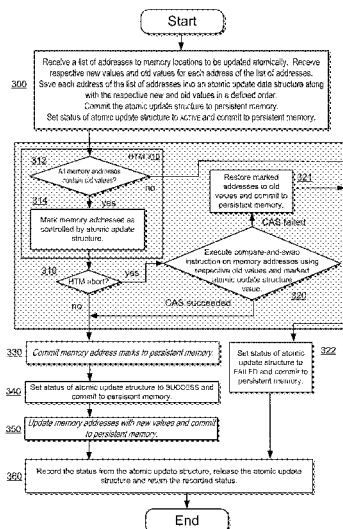 Start
300
Receive a list of addresses to memory locations to be updated atomically. Receive
respective new values and old values for each address of the list of addresses.
Save each address of the list of addresses into an atomic update data structure along
with the respective new and old values in a defined order.
Commit the atomic update structure to persistent memory.
Set status of atomic update structure to ACTIVE and commit to persistent memory.
HTM 310
312
All memory addresses
contain old values?
no
yes
314
Mark memory addresses as
controlled by atomic update
structure.
Restore marked
addresses to old
values and commit to
persistent memory.
321
CAS failed
318
HTM abort?
yes
no
Execute compare-and-swap
instruction on memory addresses using
respective old values and marked
atomic update structure
value.
320
CAS succeeded
330
Commit memory address marks to persistent memory.
Set status
of atomic
update structure to
FAILED and commit to
persistent memory.
322
340
Set status of atomic update structure to SUCCESS and
commit to persistent memory.
350
Update memory addresses with new values and commit
to persistent memory.
360
Record the status from the atomic update structure, release the atomic update
structure and return the recorded status.
End